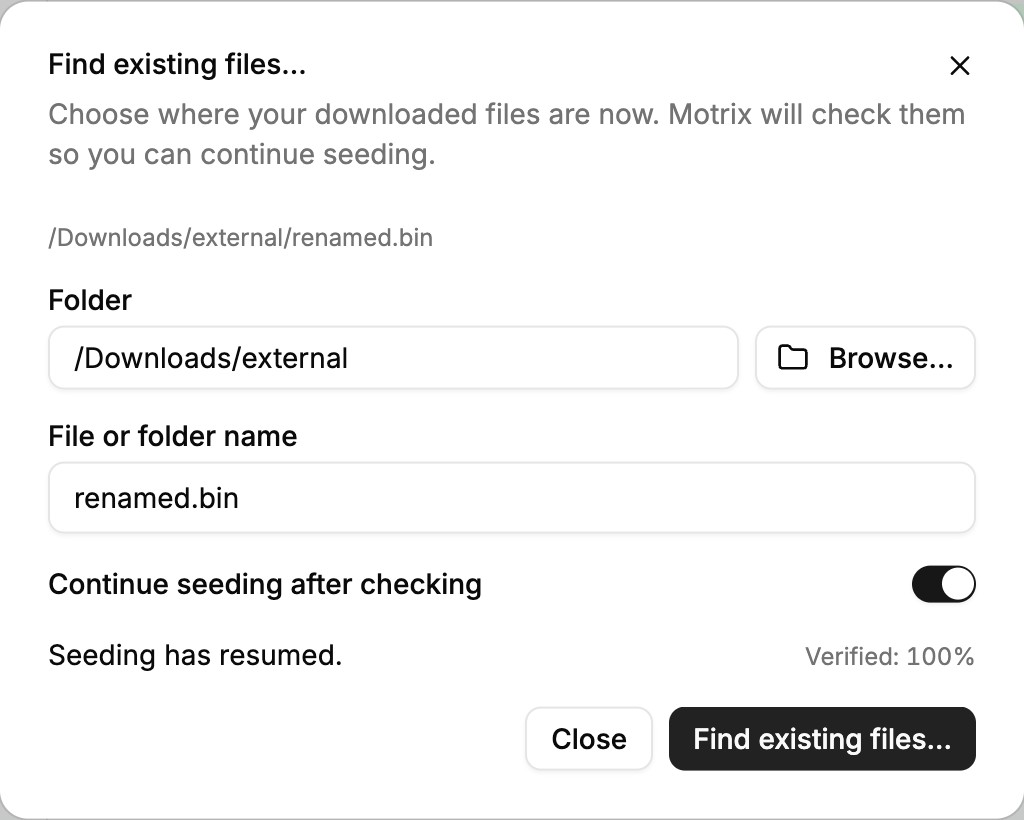 Find existing files...
Choose where your downloaded files are now. Motrix will check them
so you can continue seeding.
/Downloads/external/renamed.bin
Folder
/Downloads/external
Browse...
File or folder name
renamed.bin
Continue seeding after checking
Seeding has resumed.
Verified: 100%
Close
Find existing files...